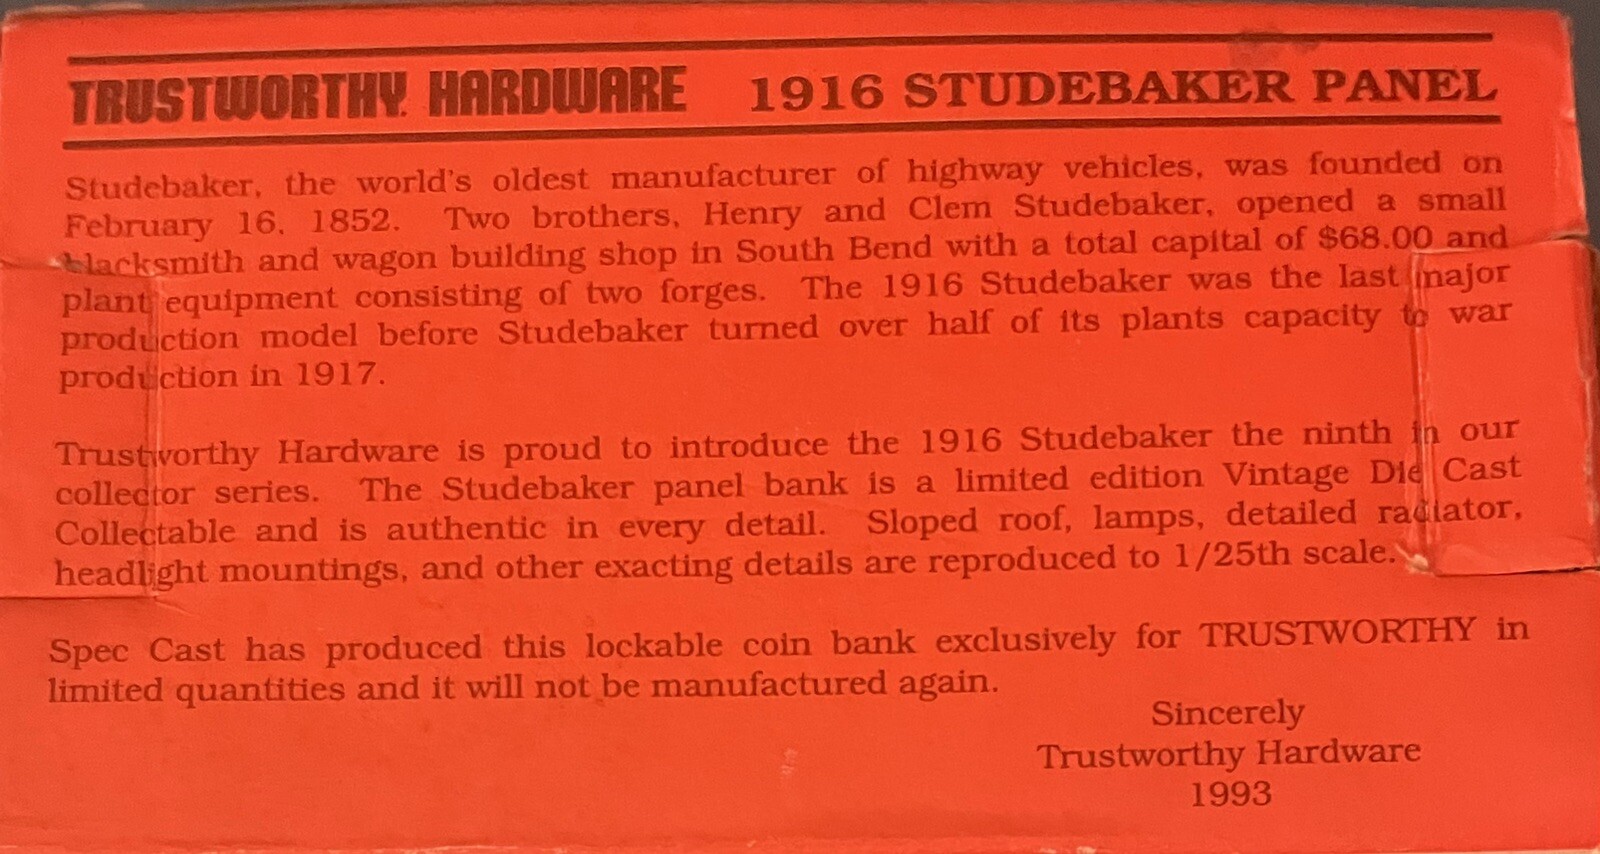 TRUSTWORTHY. HARDWARE 1916 STUDEBAKER PANEL
Studebaker, the world's oldest manufacturer of highway vehicles, was founded on
February 16, 1852. Two brothers, Henry and Clem Studebaker, opened a small
blacksmith and wagon building shop in South Bend with a total capital of $68.00 and
plant equipment consisting of two forges. The 1916 Studebaker was the last major
production model before Studebaker turned over half of its plants capacity to war
production in 1917.
Trustworthy Hardware is proud to introduce the 1916 Studebaker the ninth in our
collector series. The Studebaker panel bank is a limited edition Vintage Die Cast
Collectable and is authentic in every detail. Sloped roof, lamps, detailed radiator,
headlight mountings, and other exacting details are reproduced to 1/25th scale.
Spec Cast has produced this lockable coin bank exclusively for TRUSTWORTHY in
limited quantities and it will not be manufactured again.
Sincerely
Trustworthy Hardware
1993